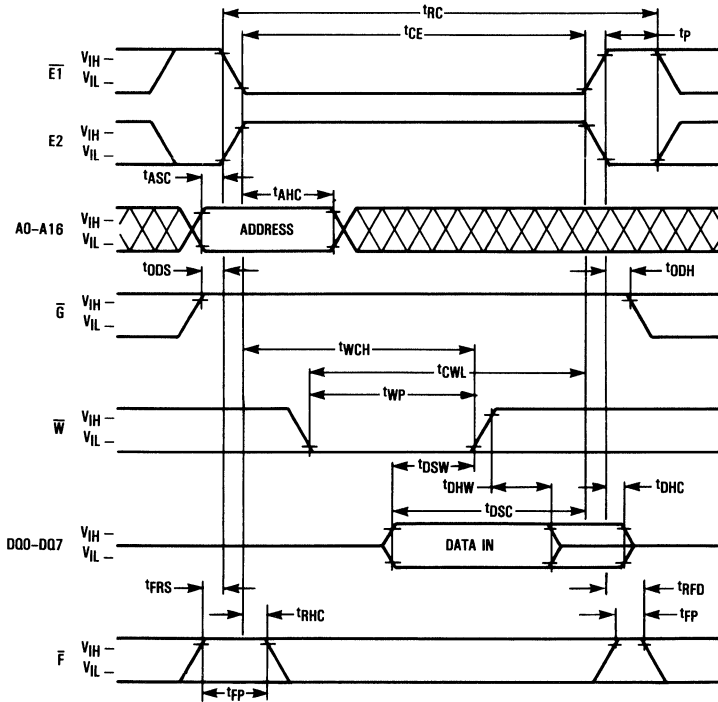 tRC
tCE
tP
E1
VIH
VIL
E2
VIH
VIL
tASC
tAHC
A0-A16
VIH
VIL
ADDRESS
tODS
tODH
G
VIH
VIL
tWCH
tCWL
tWP
W
VIH
VIL
tDSW
tDHW
tDHC
tDSC
DQ0-DQ7
VIH
VIL
DATA IN
tFRS
tRHC
tRFD
tFP
F
VIH
VIL
tFP